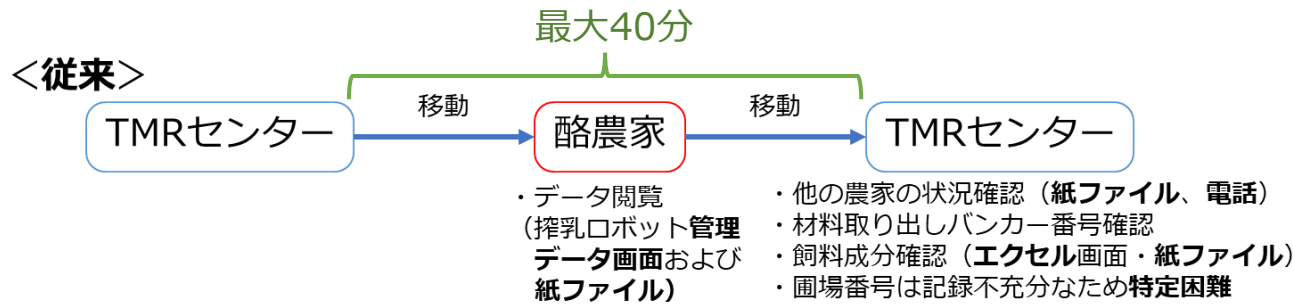 最大40分
＜従来＞
TMRセンター
移動
酪農家
移動
TMRセンター
・データ閲覧
（搾乳ロボット管理
データ画面および
紙ファイル）
・他の農家の状況確認（紙ファイル、電話）
・材料取り出しバンカー番号確認
・飼料成分確認（エクセル画面・紙ファイル）
・圃場番号は記録不充分なため特定困難